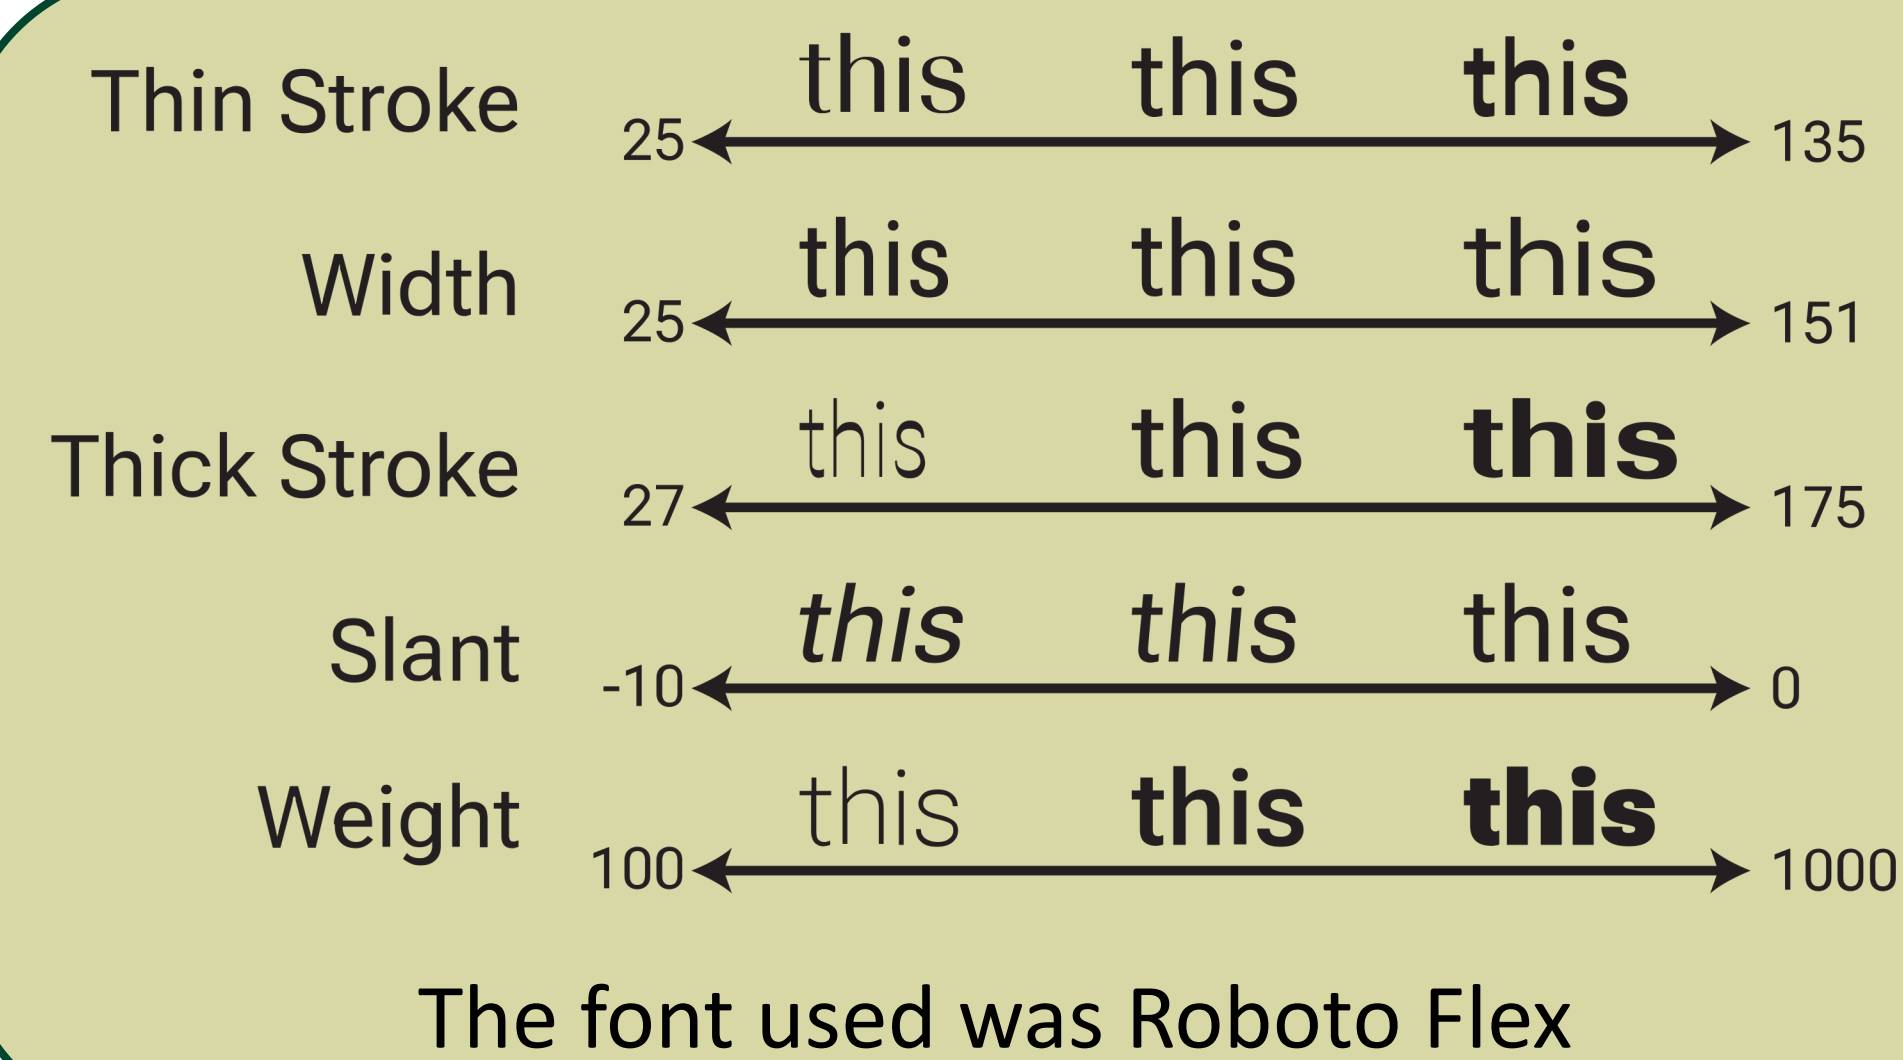 Thin Stroke this this this
25 135
Width this this this
25 151
Thick Stroke this this this
27 175
Slant this this this
-10 0
Weight this this this
100 1000
The font used was Roboto Flex